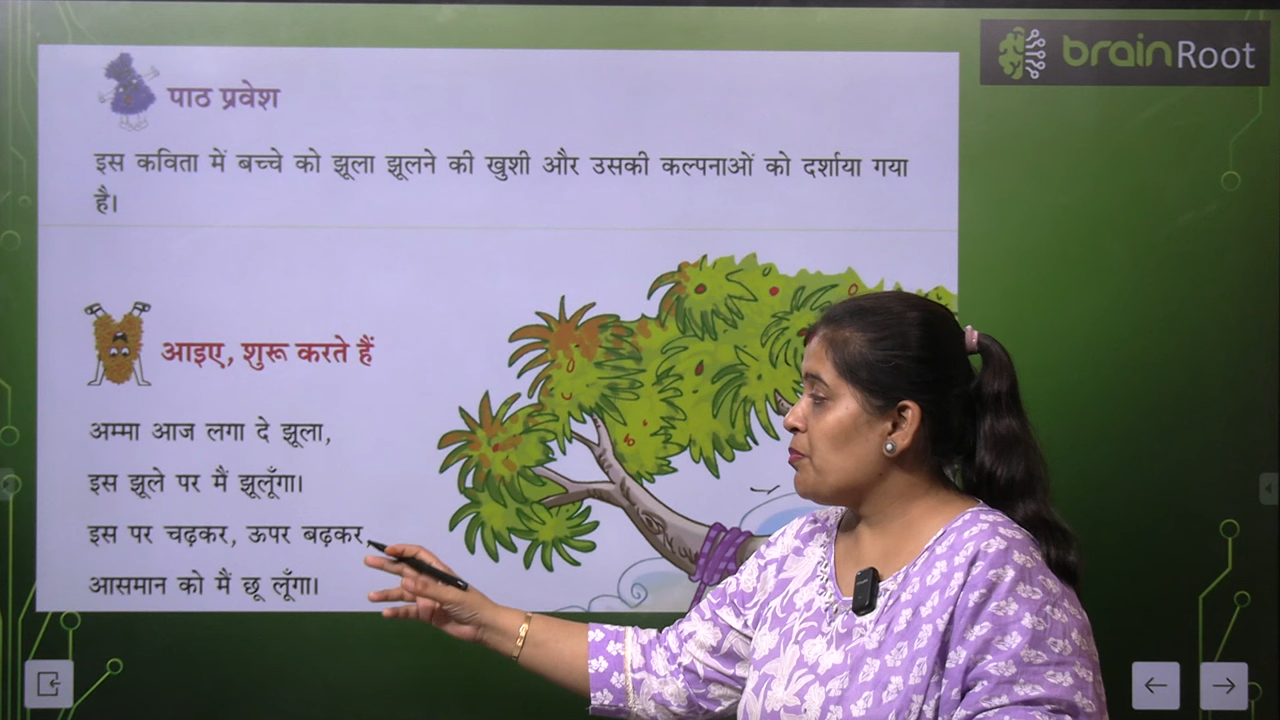 brainRoot
पाठ प्रवेश
इस कविता में बच्चे को झूला झूलने की खुशी और उसकी कल्पनाओं को दर्शाया गया
है।
आइए, शुरू करते हैं
अम्मा आज लगा दे झूला,
इस झूले पर मैं झूलूँगा।
इस पर चढ़कर, ऊपर बढ़कर,
आसमान को मैं छू लूँगा।